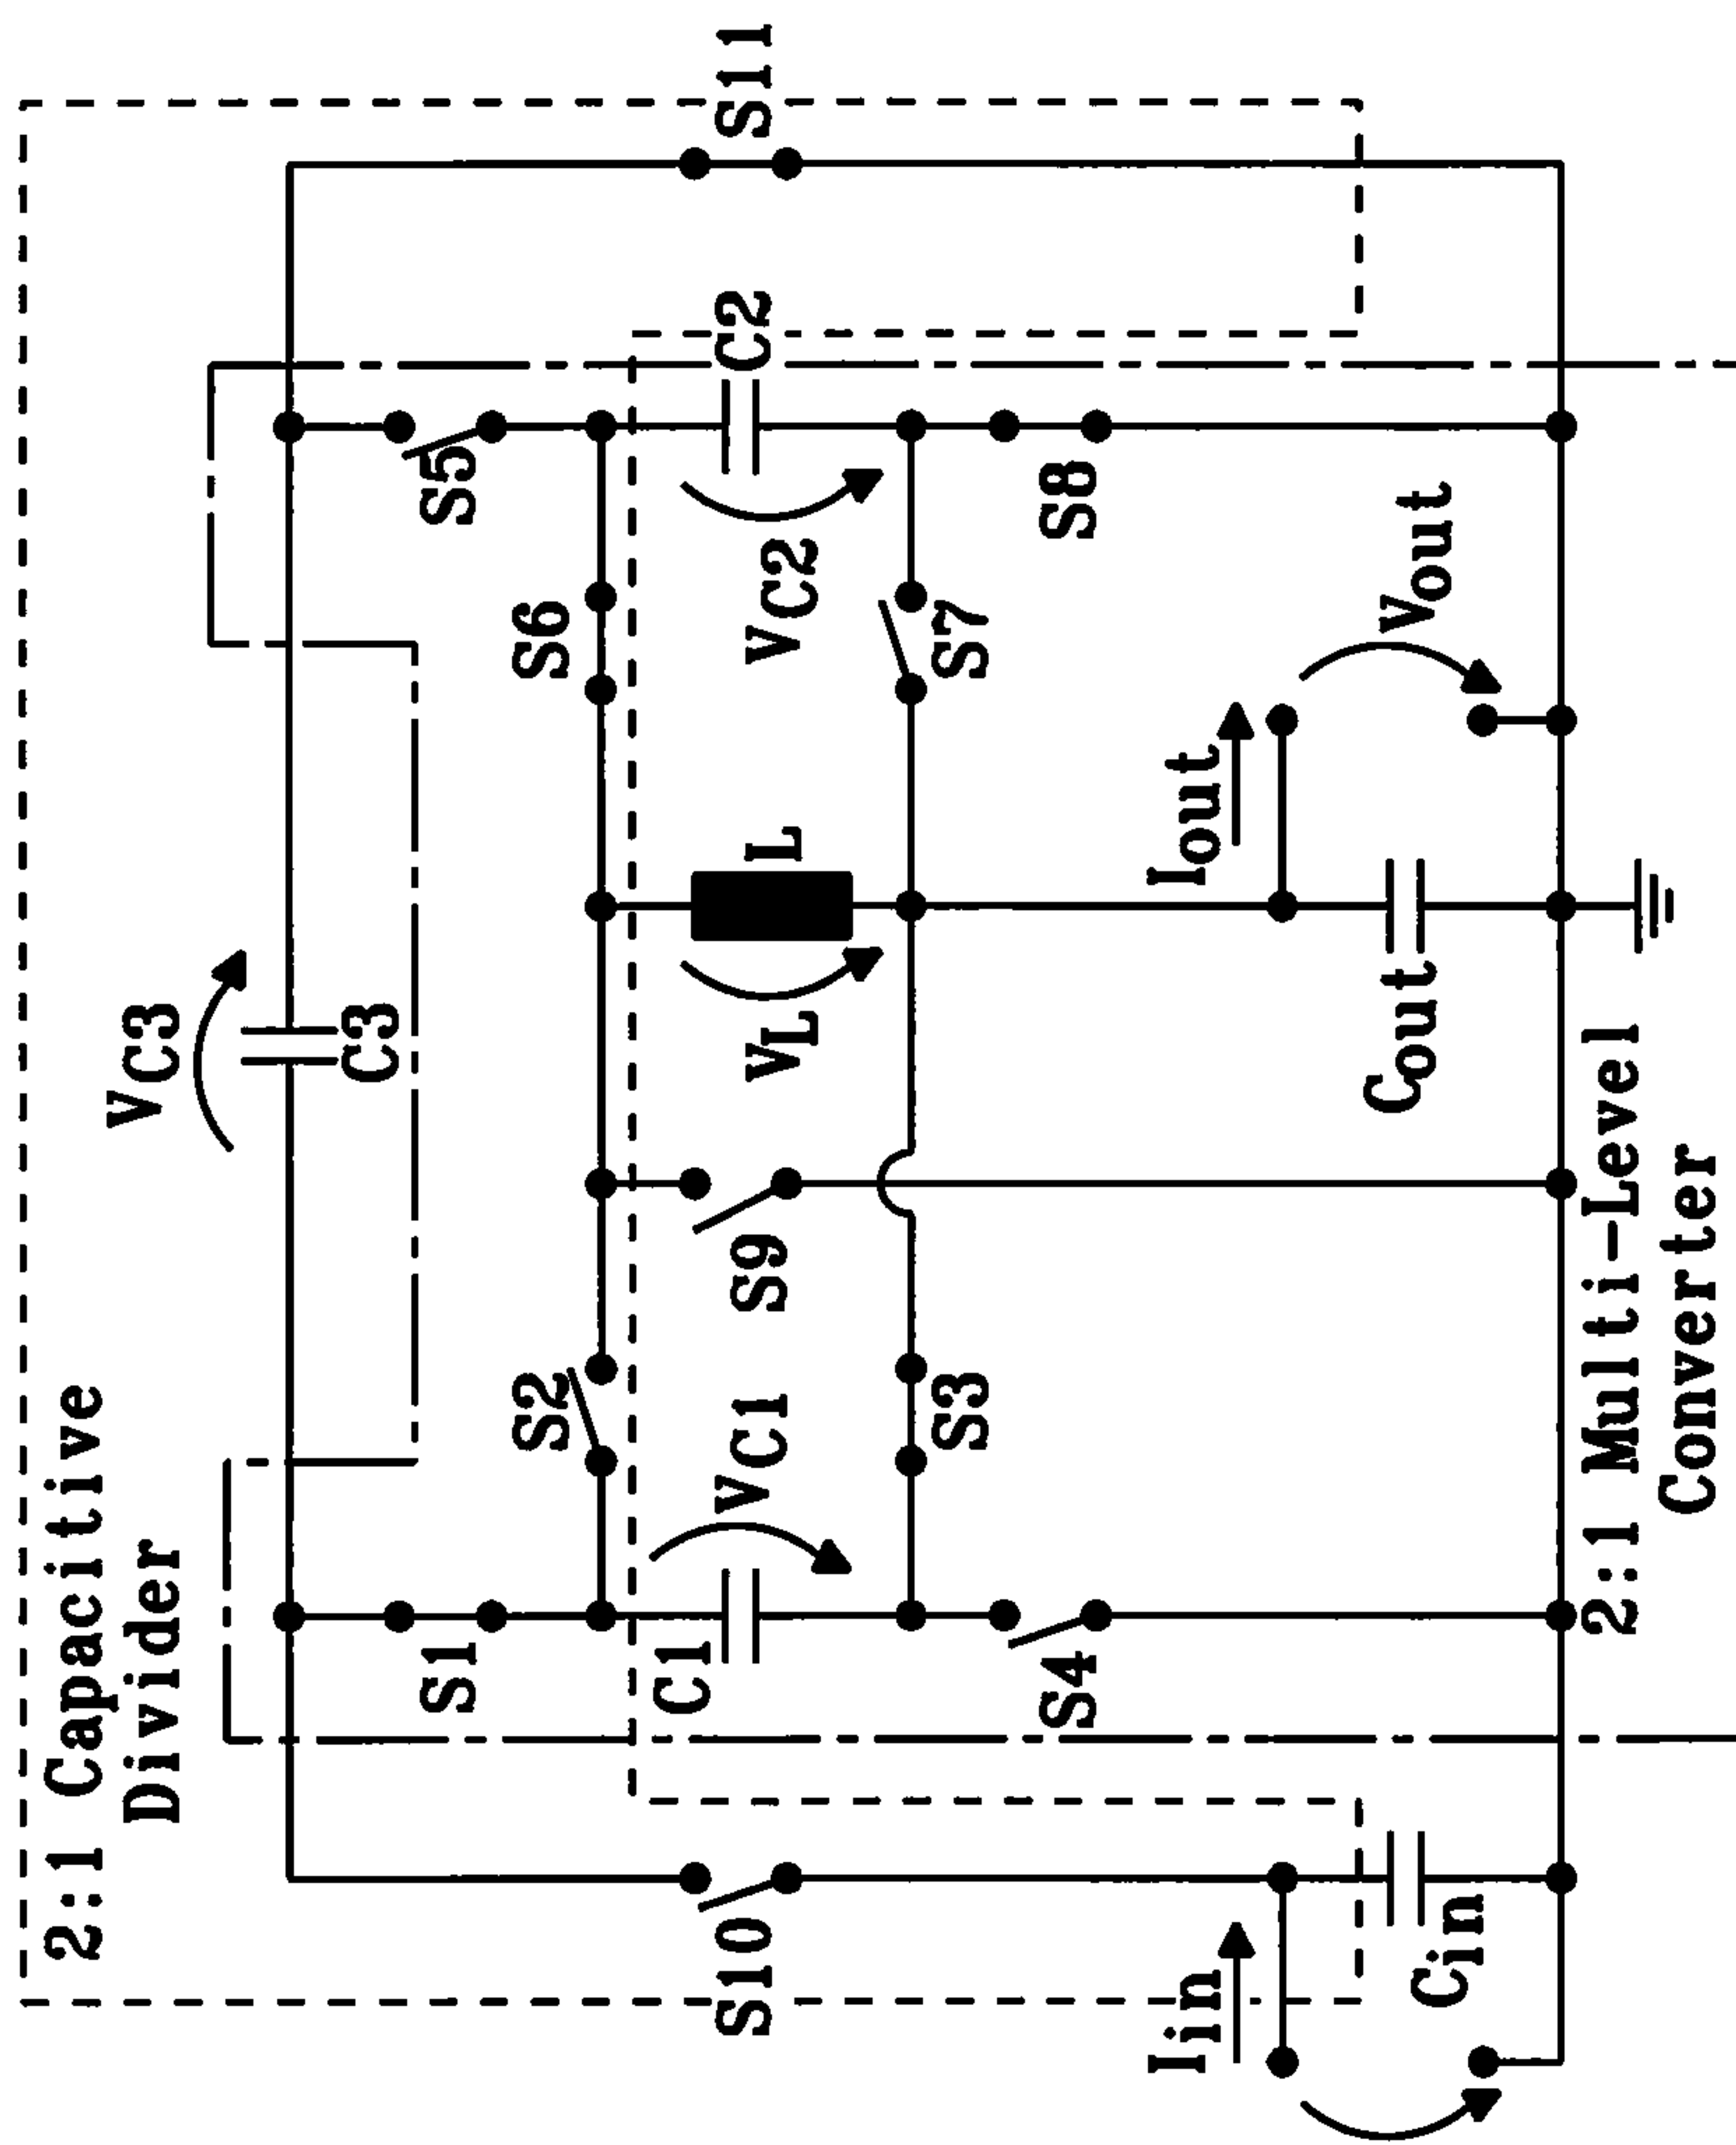 2:1 Capacitive
Divider
VC3
C3
S1
S5
S2
S6
C1
VC1
S9
VL
L
VC2
C2
S10
S11
S3
S7
S4
S8
Iin
Iout
Cin
Cout
Vout
2:1 Multi-Level
Converter